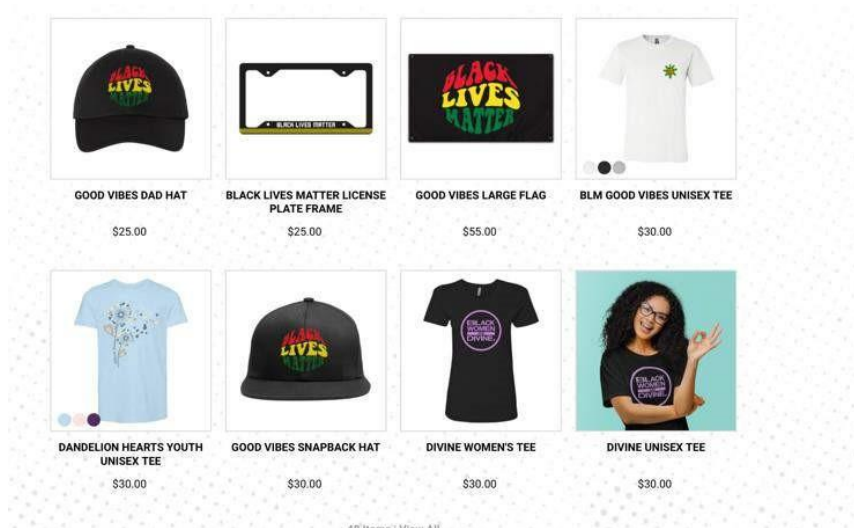 BLACK
LIVES
MATTER
BLACK LIVES MATTER
BLACK
LIVES
MATTER
GOOD VIBES DAD HAT
BLACK LIVES MATTER LICENSE
PLATE FRAME
GOOD VIBES LARGE FLAG
BLM GOOD VIBES UNISEX TEE
$25.00
$25.00
$55.00
$30.00
BLACK
WOMEN
DIVINE.
BLACK
LIVES
MATTER
BLACK
WOMEN
DIVINE.
DANDELION HEARTS YOUTH
UNISEX TEE
GOOD VIBES SNAPBACK HAT
DIVINE WOMEN'S TEE
DIVINE UNISEX TEE
$30.00
$30.00
$30.00
$30.00
Items | View All